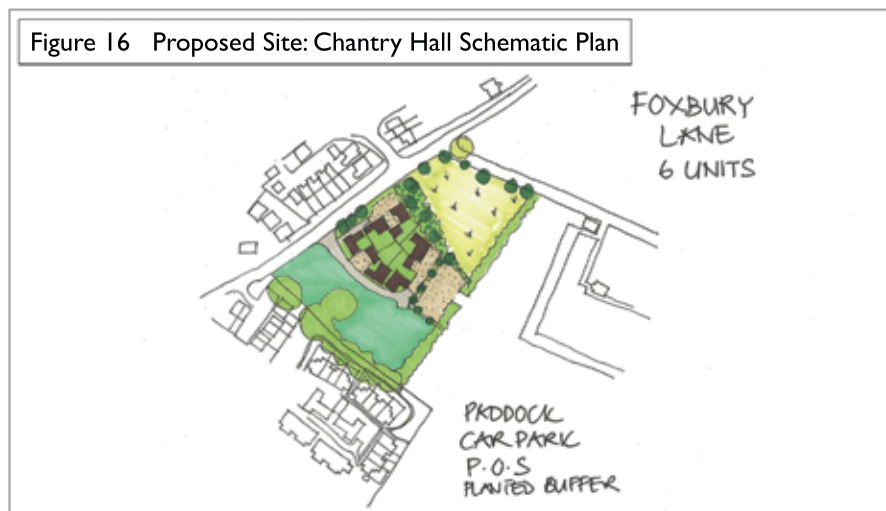 Figure 16 Proposed Site: Chantry Hall Schematic Plan
FOXBURY
LANE
6 UNITS
PADDOCK
CAR PARK
P.O.S
PLANTED BUFFER